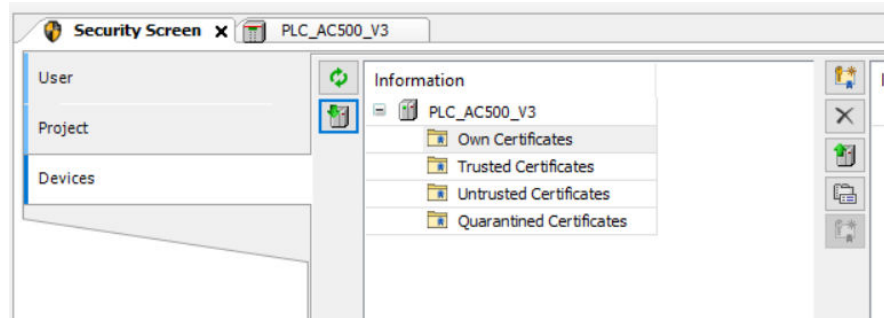 Security Screen X PLC_AC500_V3
User
Project
Devices
Information
PLC_AC500_V3
Own Certificates
Trusted Certificates
Untrusted Certificates
Quarantined Certificates